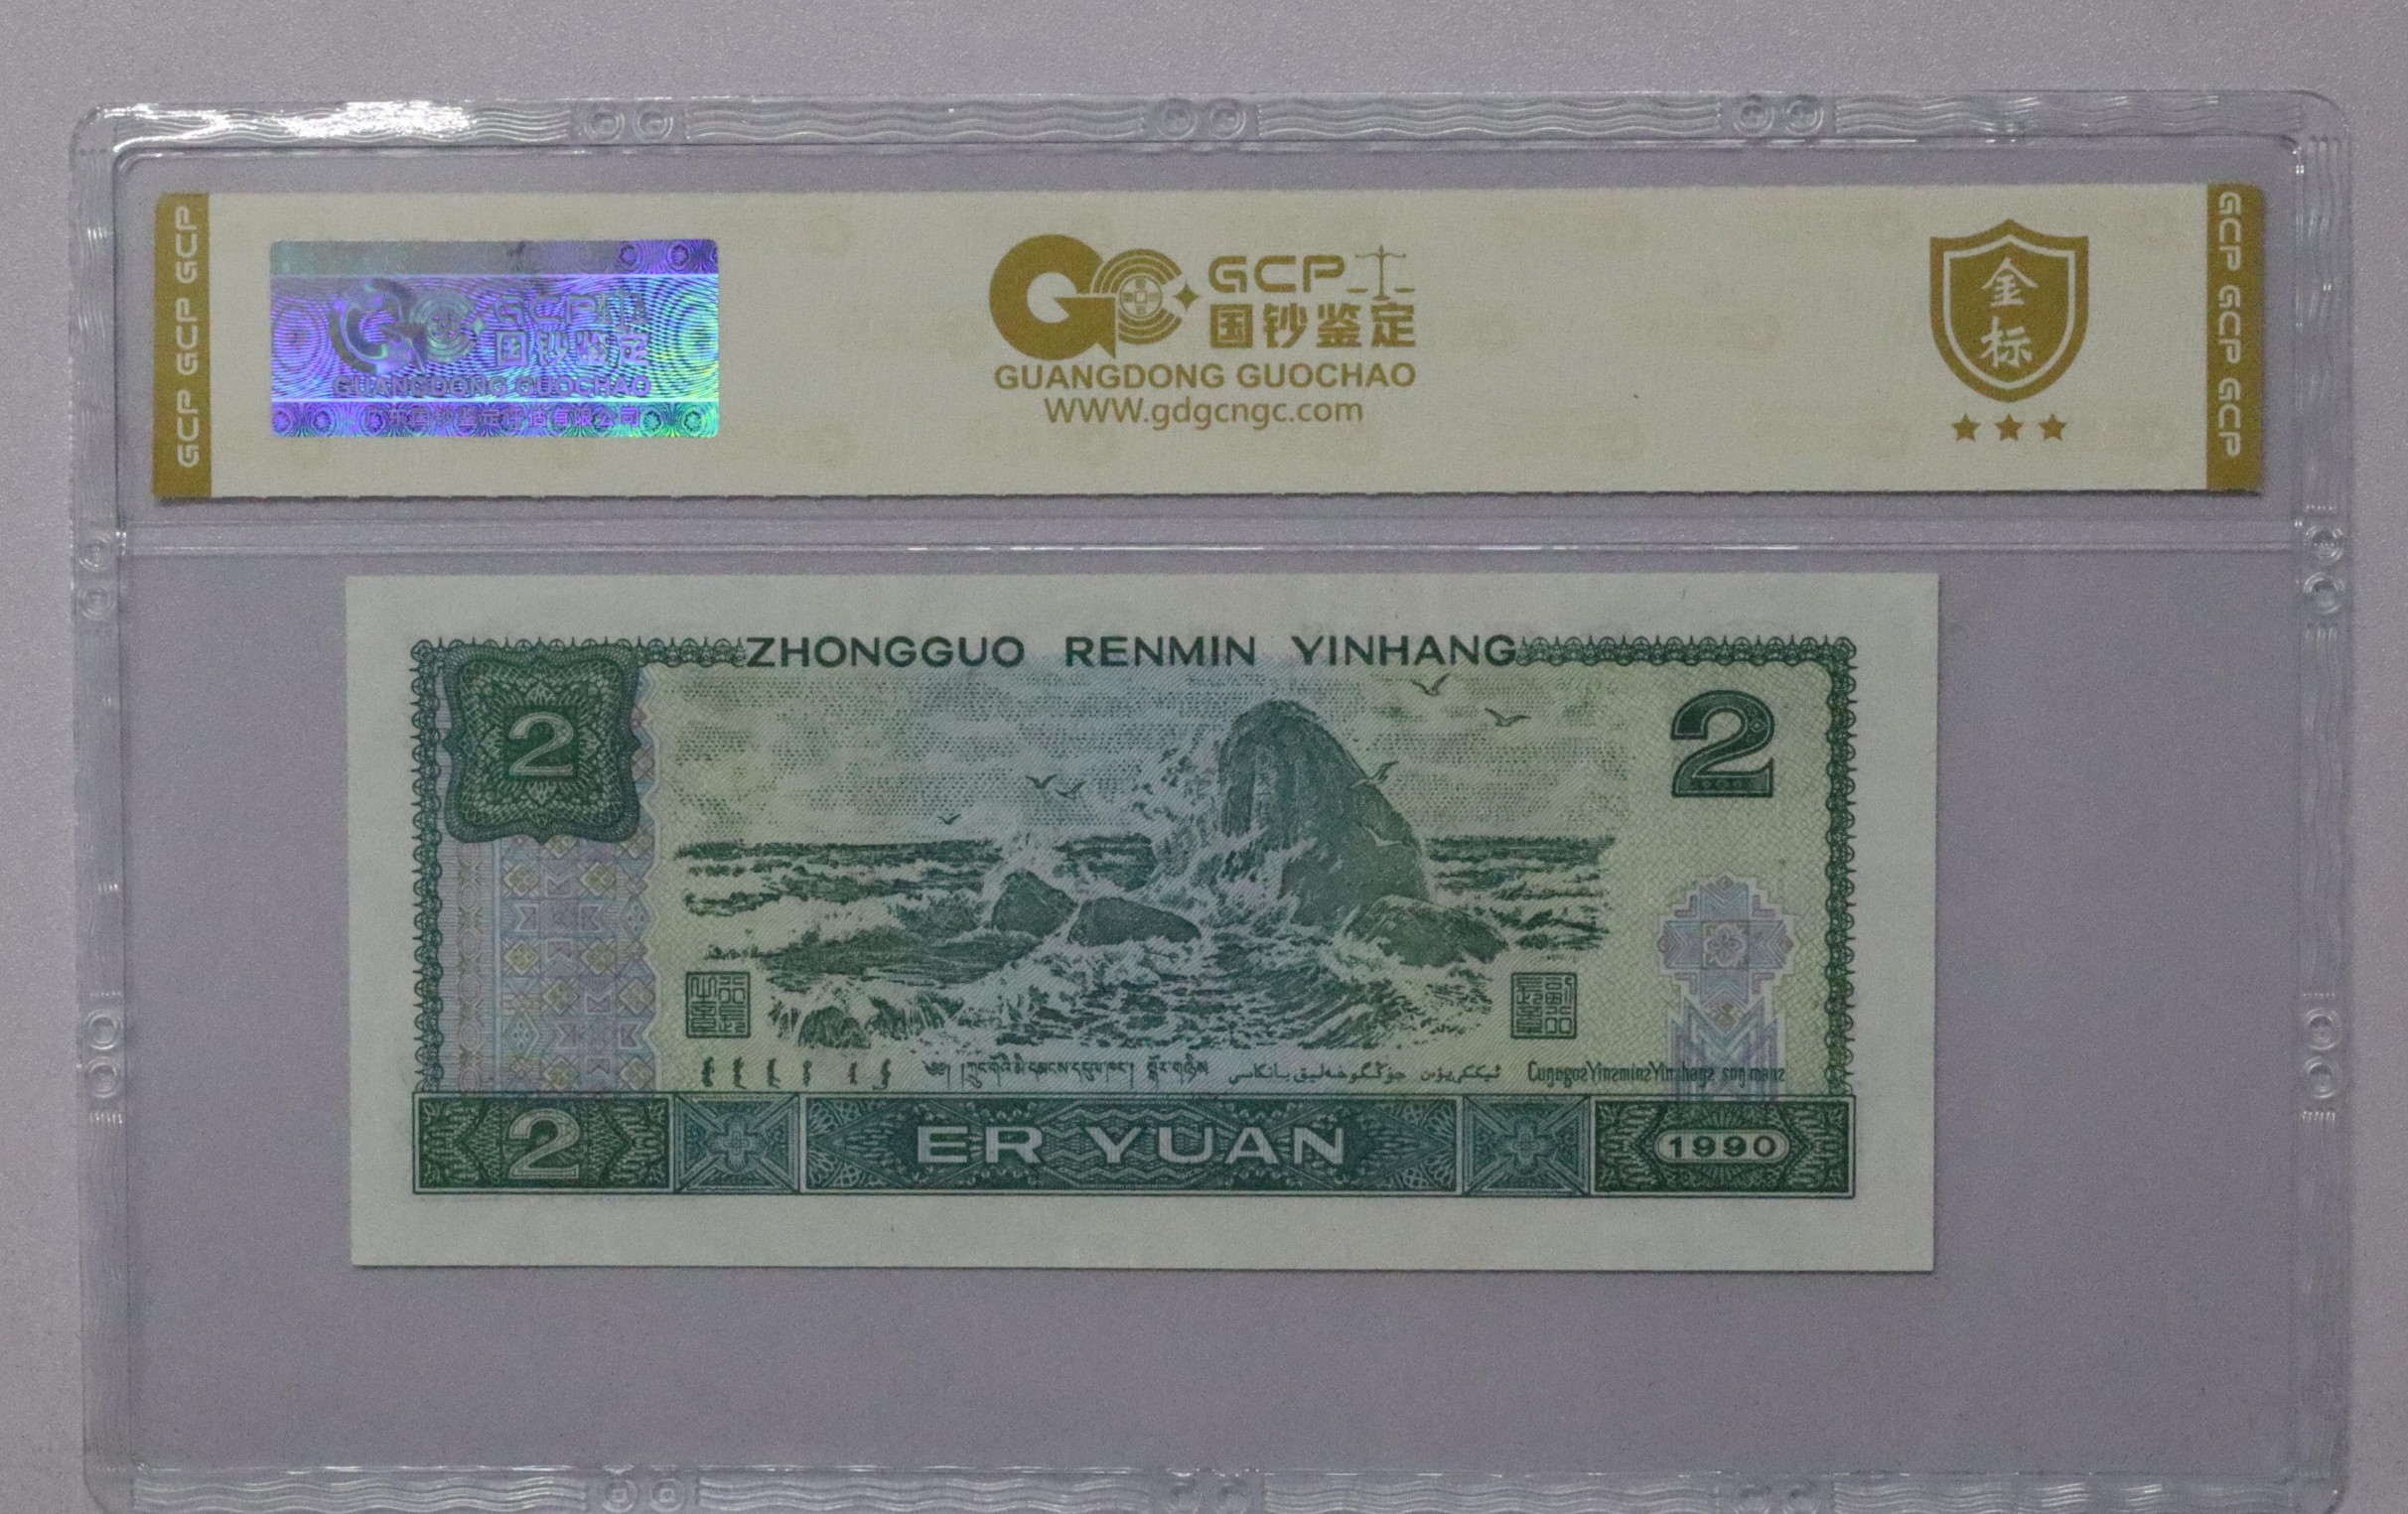 GCP GCP GCP
GCP
国钞鉴定
GUANGDONG GUOCHAO
广东国钞鉴定评估有限公司
GCP
国钞鉴定
GUANGDONG GUOCHAO
WWW.gdgcngc.com
金标
GCP GCP GCP
ZHONGGUO RENMIN YINHANG
2
2
2
ER YUAN
1990